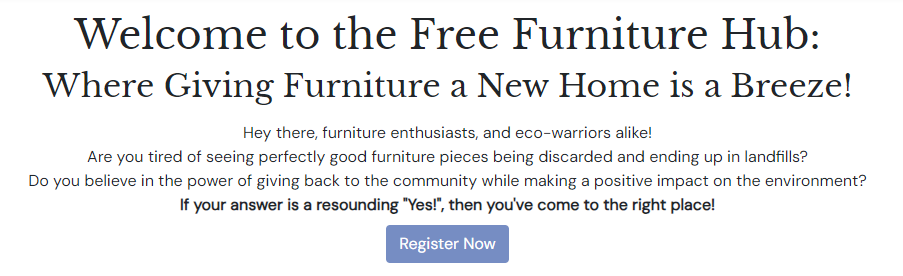 Welcome to the Free Furniture Hub:
Where Giving Furniture a New Home is a Breeze!
Hey there, furniture enthusiasts, and eco-warriors alike!
Are you tired of seeing perfectly good furniture pieces being discarded and ending up in landfills?
Do you believe in the power of giving back to the community while making a positive impact on the environment?
If your answer is a resounding "Yes!", then you've come to the right place!
Register Now